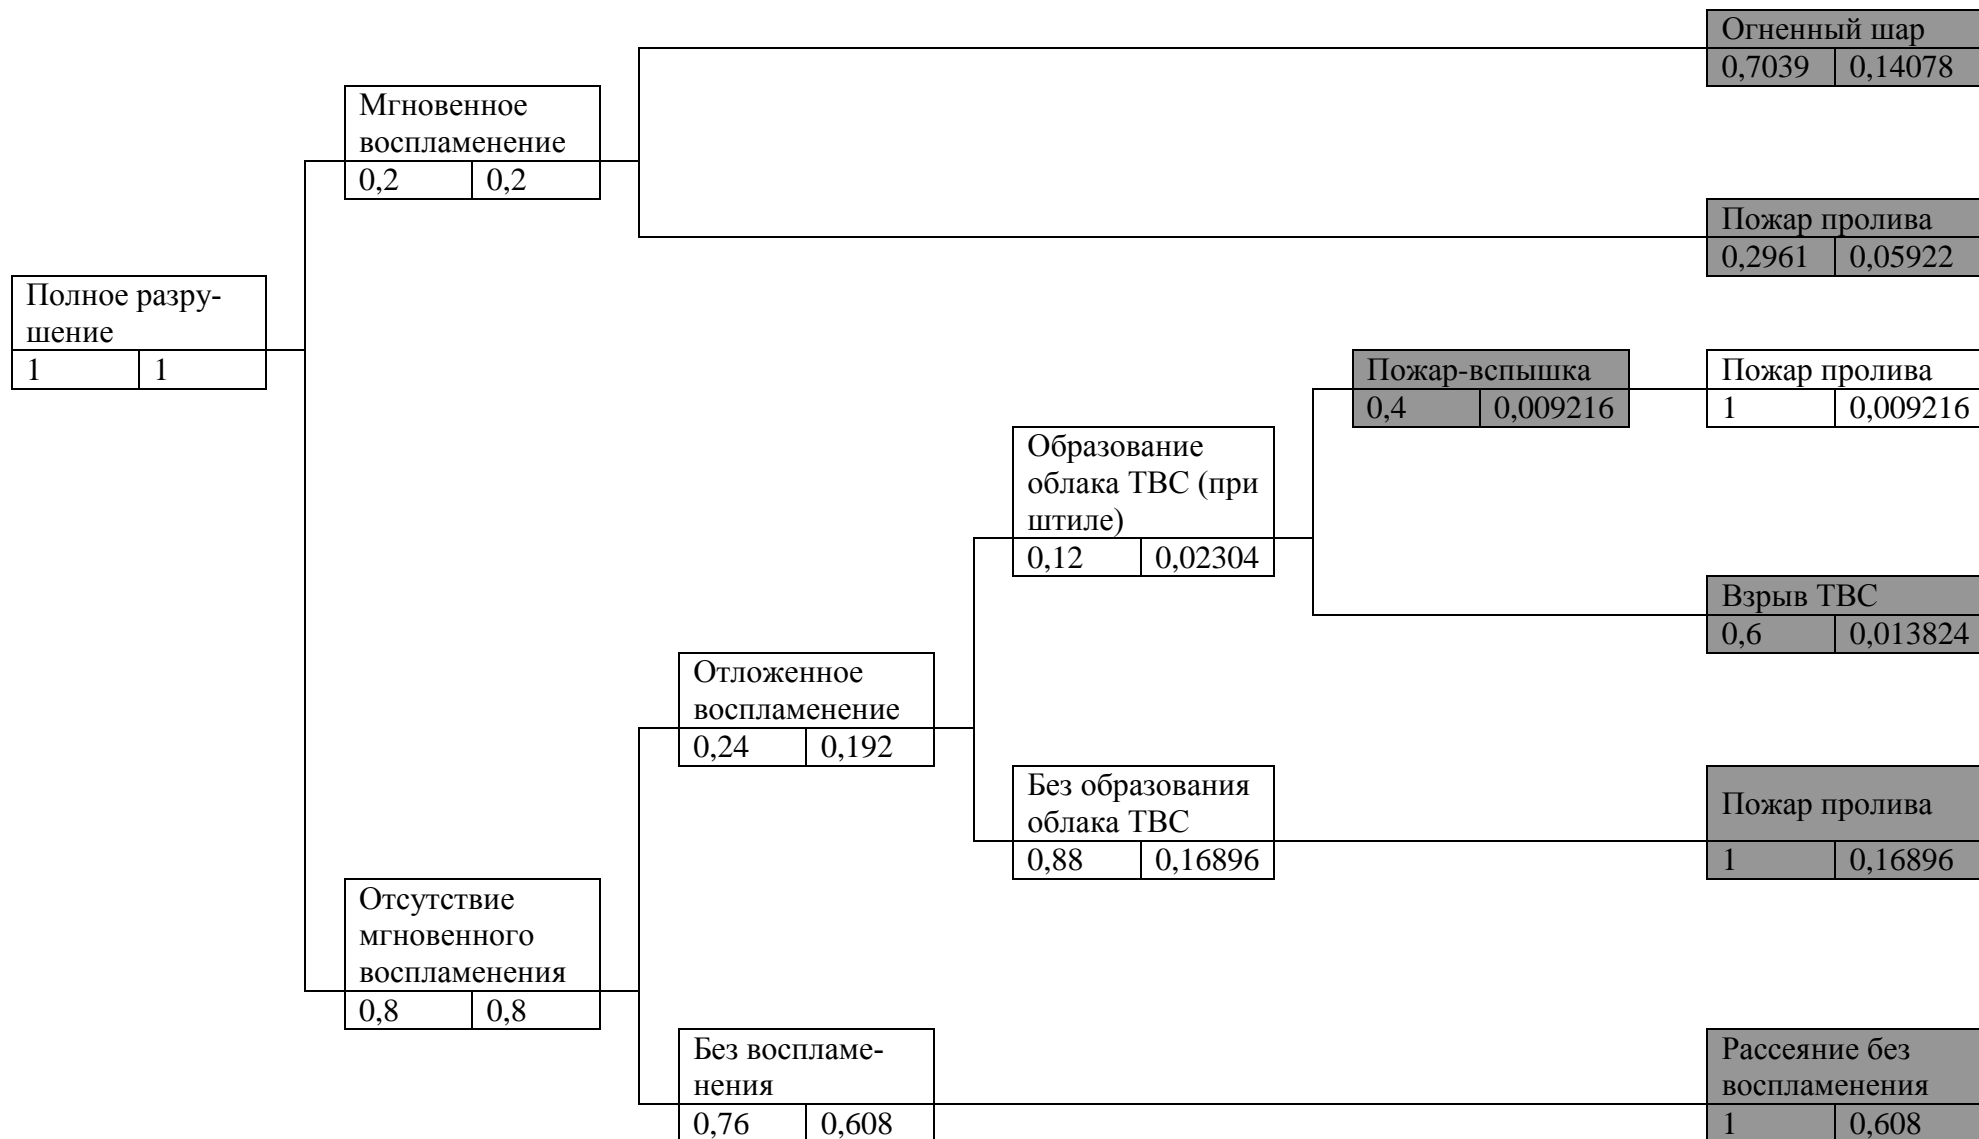 Огненный шар
0,7039 0,14078
Мгновенное
воспламенение
0,2 0,2
Пожар пролива
0,2961 0,05922
Полное разру-
шение
1 1
Пожар-вспышка
0,4 0,009216
Пожар пролива
1 0,009216
Образование
облака ТВС (при
штиле)
0,12 0,02304
Взрыв ТВС
0,6 0,013824
Отложенное
воспламенение
0,24 0,192
Без образования
облака ТВС
0,88 0,16896
Пожар пролива
1 0,16896
Отсутствие
мгновенного
воспламенения
0,8 0,8
Без воспламе-
нения
0,76 0,608
Рассеяние без
воспламенения
1 0,608